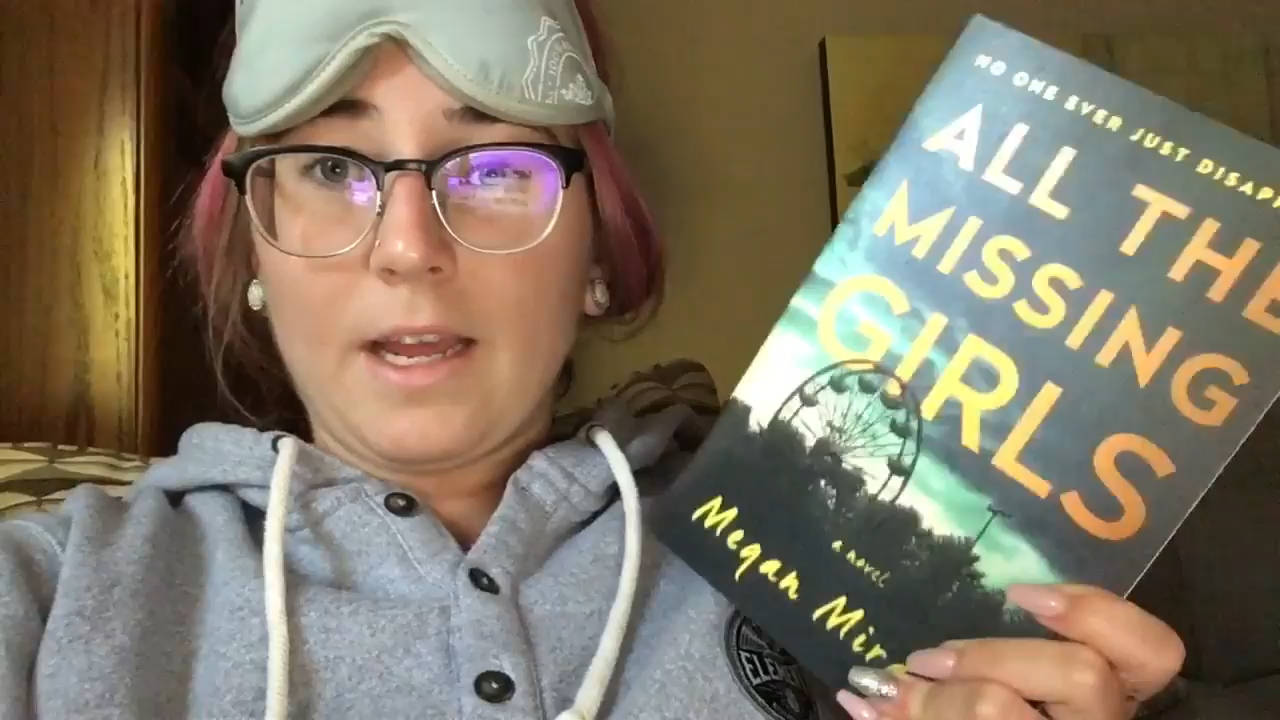 NO ONE EVER JUST
ALL THE
MISSING
GIRLS
a novel
Megan